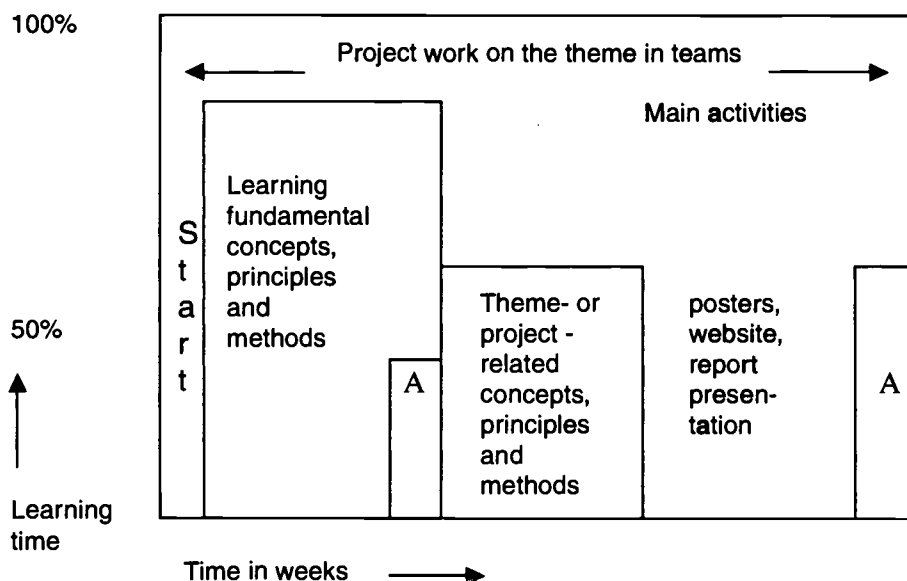 100%
Project work on the theme in teams
Main activities
Learning
fundamental
concepts,
principles
and
methods
Start
50%
A
Theme- or
project -
related
concepts,
principles
and
methods
posters,
website,
report
presen-
tation
A
Learning
time
Time in weeks